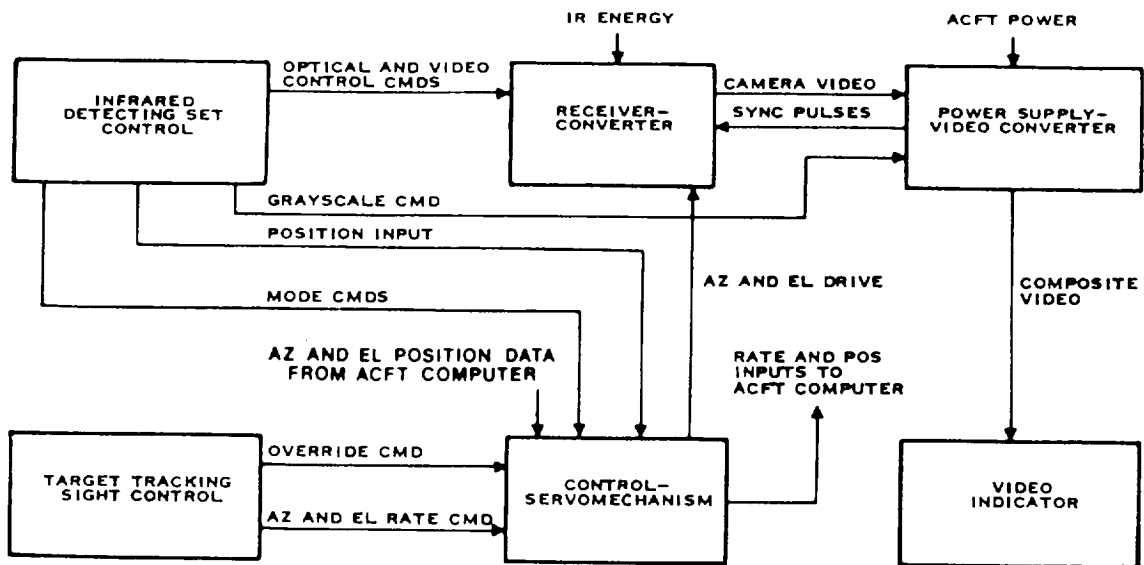 IR ENERGY
ACFT POWER
INFRARED
DETECTING SET
CONTROL
OPTICAL AND VIDEO
CONTROL CMDS
RECEIVER-
CONVERTER
CAMERA VIDEO
SYNC PULSES
POWER SUPPLY-
VIDEO CONVERTER
GRAYSCALE CMD
POSITION INPUT
MODE CMDS
AZ AND EL DRIVE
COMPOSITE
VIDEO
AZ AND EL POSITION DATA
FROM ACFT COMPUTER
RATE AND POS
INPUTS TO
ACFT COMPUTER
TARGET TRACKING
SIGHT CONTROL
OVERRIDE CMD
AZ AND EL RATE CMD
CONTROL-
SERVOMECHANISM
VIDEO
INDICATOR